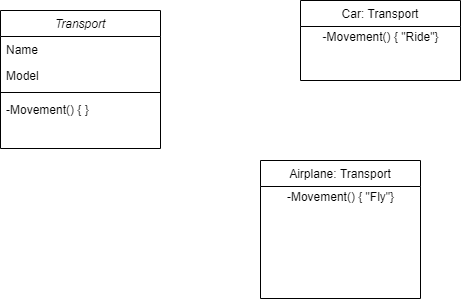 Transport
Name
Model
-Movement() { }
Car: Transport
-Movement() { "Ride"}
Airplane: Transport
-Movement() { "Fly"}